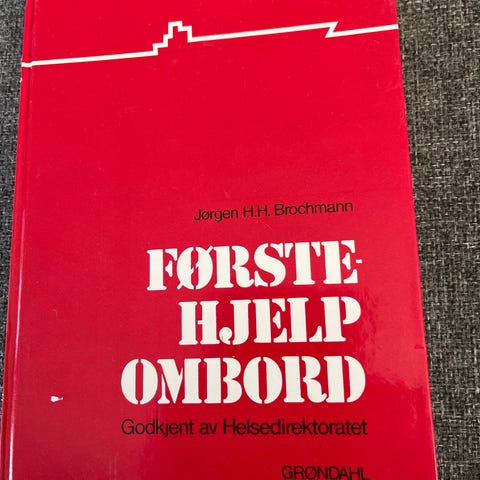 Jørgen H.H. Brochmann
FØRSTE-
HJELP
OMBORD
Godkjent av Helsedirektoratet
GRØNDAHL